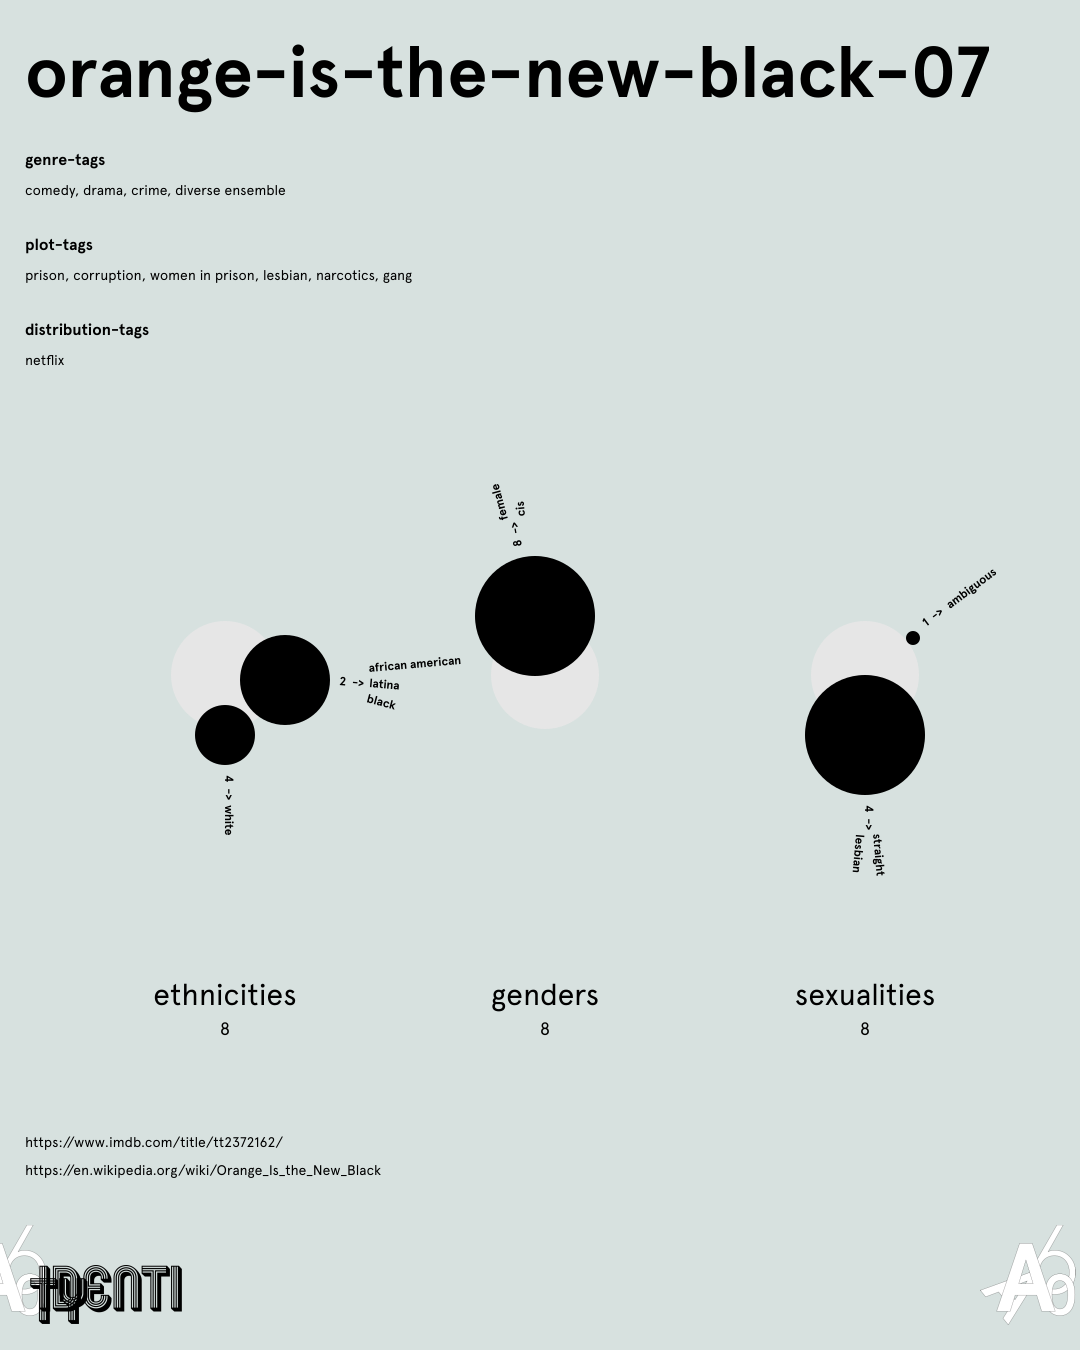 orange-is-the-new-black-07
genre-tags
comedy, drama, crime, diverse ensemble
plot-tags
prison, corruption, women in prison, lesbian, narcotics, gang
distribution-tags
netflix
female
8 -> cis
1 -> ambiguous
african american
2 -> latina
black
4 -> white
4 -> straight
lesbian
ethnicities
8
genders
8
sexualities
8
https://www.imdb.com/title/tt2372162/
https://en.wikipedia.org/wiki/Orange_Is_the_New_Black
IDENTI